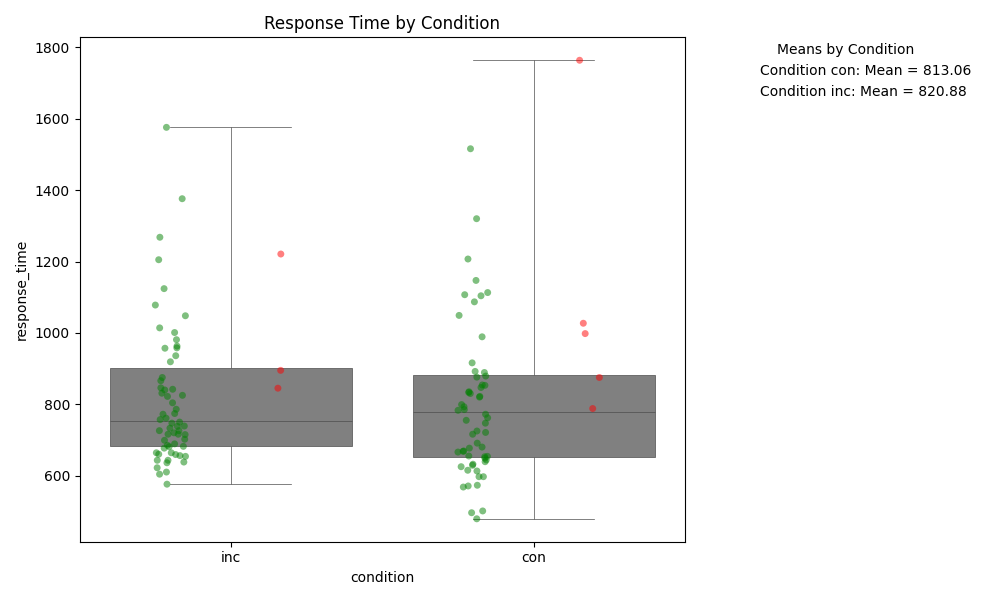 Response Time by Condition
Means by Condition
Condition con: Mean = 813.06
Condition inc: Mean = 820.88
response_time
1800
1600
1400
1200
1000
800
600
inc
con
condition